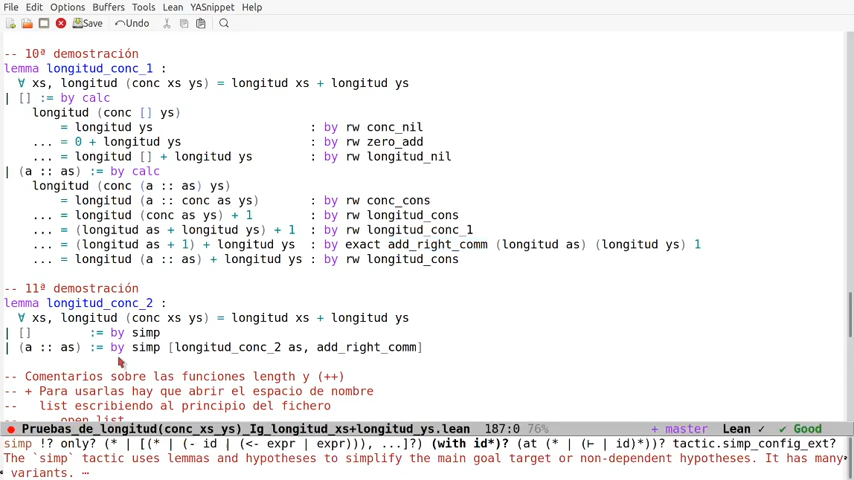 File Edit Options Buffers Tools Lean YASnippet Help
Save Undo
-- 10ª demostración
lemma longitud_conc_1 :
  ∀ xs, longitud (conc xs ys) = longitud xs + longitud ys
| [] := by calc
    longitud (conc [] ys)
        = longitud ys                        : by rw conc_nil
    ... = 0 + longitud ys                    : by rw zero_add
    ... = longitud [] + longitud ys          : by rw longitud_nil
| (a :: as) := by calc
    longitud (conc (a :: as) ys)
        = longitud (a :: conc as ys)         : by rw conc_cons
    ... = longitud (conc as ys) + 1          : by rw longitud_cons
    ... = (longitud as + longitud ys) + 1    : by rw longitud_conc_1
    ... = (longitud as + 1) + longitud ys    : by exact add_right_comm (longitud as) (longitud ys) 1
    ... = longitud (a :: as) + longitud ys   : by rw longitud_cons
-- 11ª demostración
lemma longitud_conc_2 :
  ∀ xs, longitud (conc xs ys) = longitud xs + longitud ys
| []        := by simp
| (a :: as) := by simp [longitud_conc_2 as, add_right_comm]
-- Comentarios sobre las funciones length y (++)
-- + Para usarlas hay que abrir el espacio de nombre
--   list escribiendo al principio del fichero
--      open list
Pruebas_de_longitud(conc_xs_ys)_Ig_longitud_xs+longitud_ys.lean   187:0 76%   + master   Lean ✓   ✓ Good
simp !? only? (* | [(* | (- id | (<- expr | expr))), ...]?) (with id*)? (at (* | (⊢ | id)*))? tactic.simp_config_ext?
The `simp` tactic uses lemmas and hypotheses to simplify the main goal target or non-dependent hypotheses. It has many
variants. ⋯